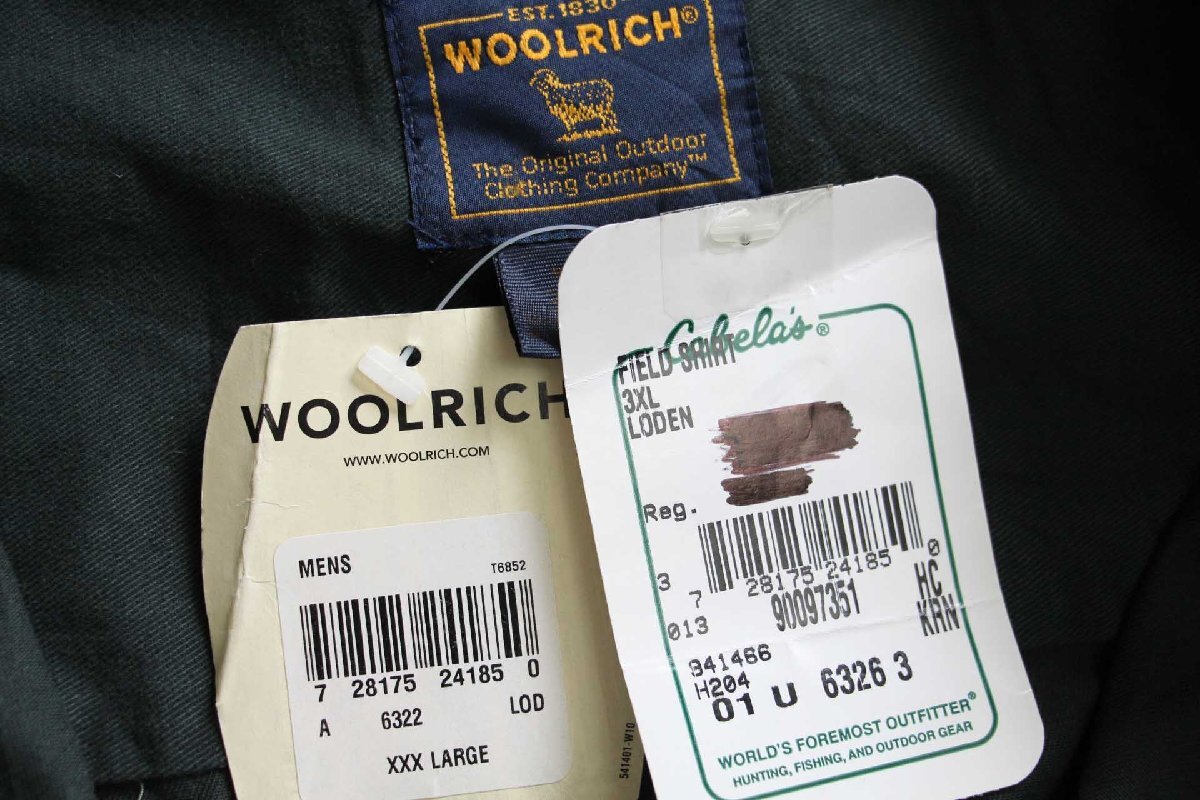 EST. 1830
WOOLRICH®
The Original Outdoor
Clothing Company™
WOOLRICH
WWW.WOOLRICH.COM
MENS T6852
7 28175 24185 0
A 6322 LOD
XXX LARGE
541401-W10
Cabela's®
FIELD SHIRT
3XL
LODEN
Reg.
3 7 28175 24185 0
013 90097351 HC
KRN
941466
H204
01 U 6326 3
WORLD'S FOREMOST OUTFITTER®
HUNTING, FISHING, AND OUTDOOR GEAR